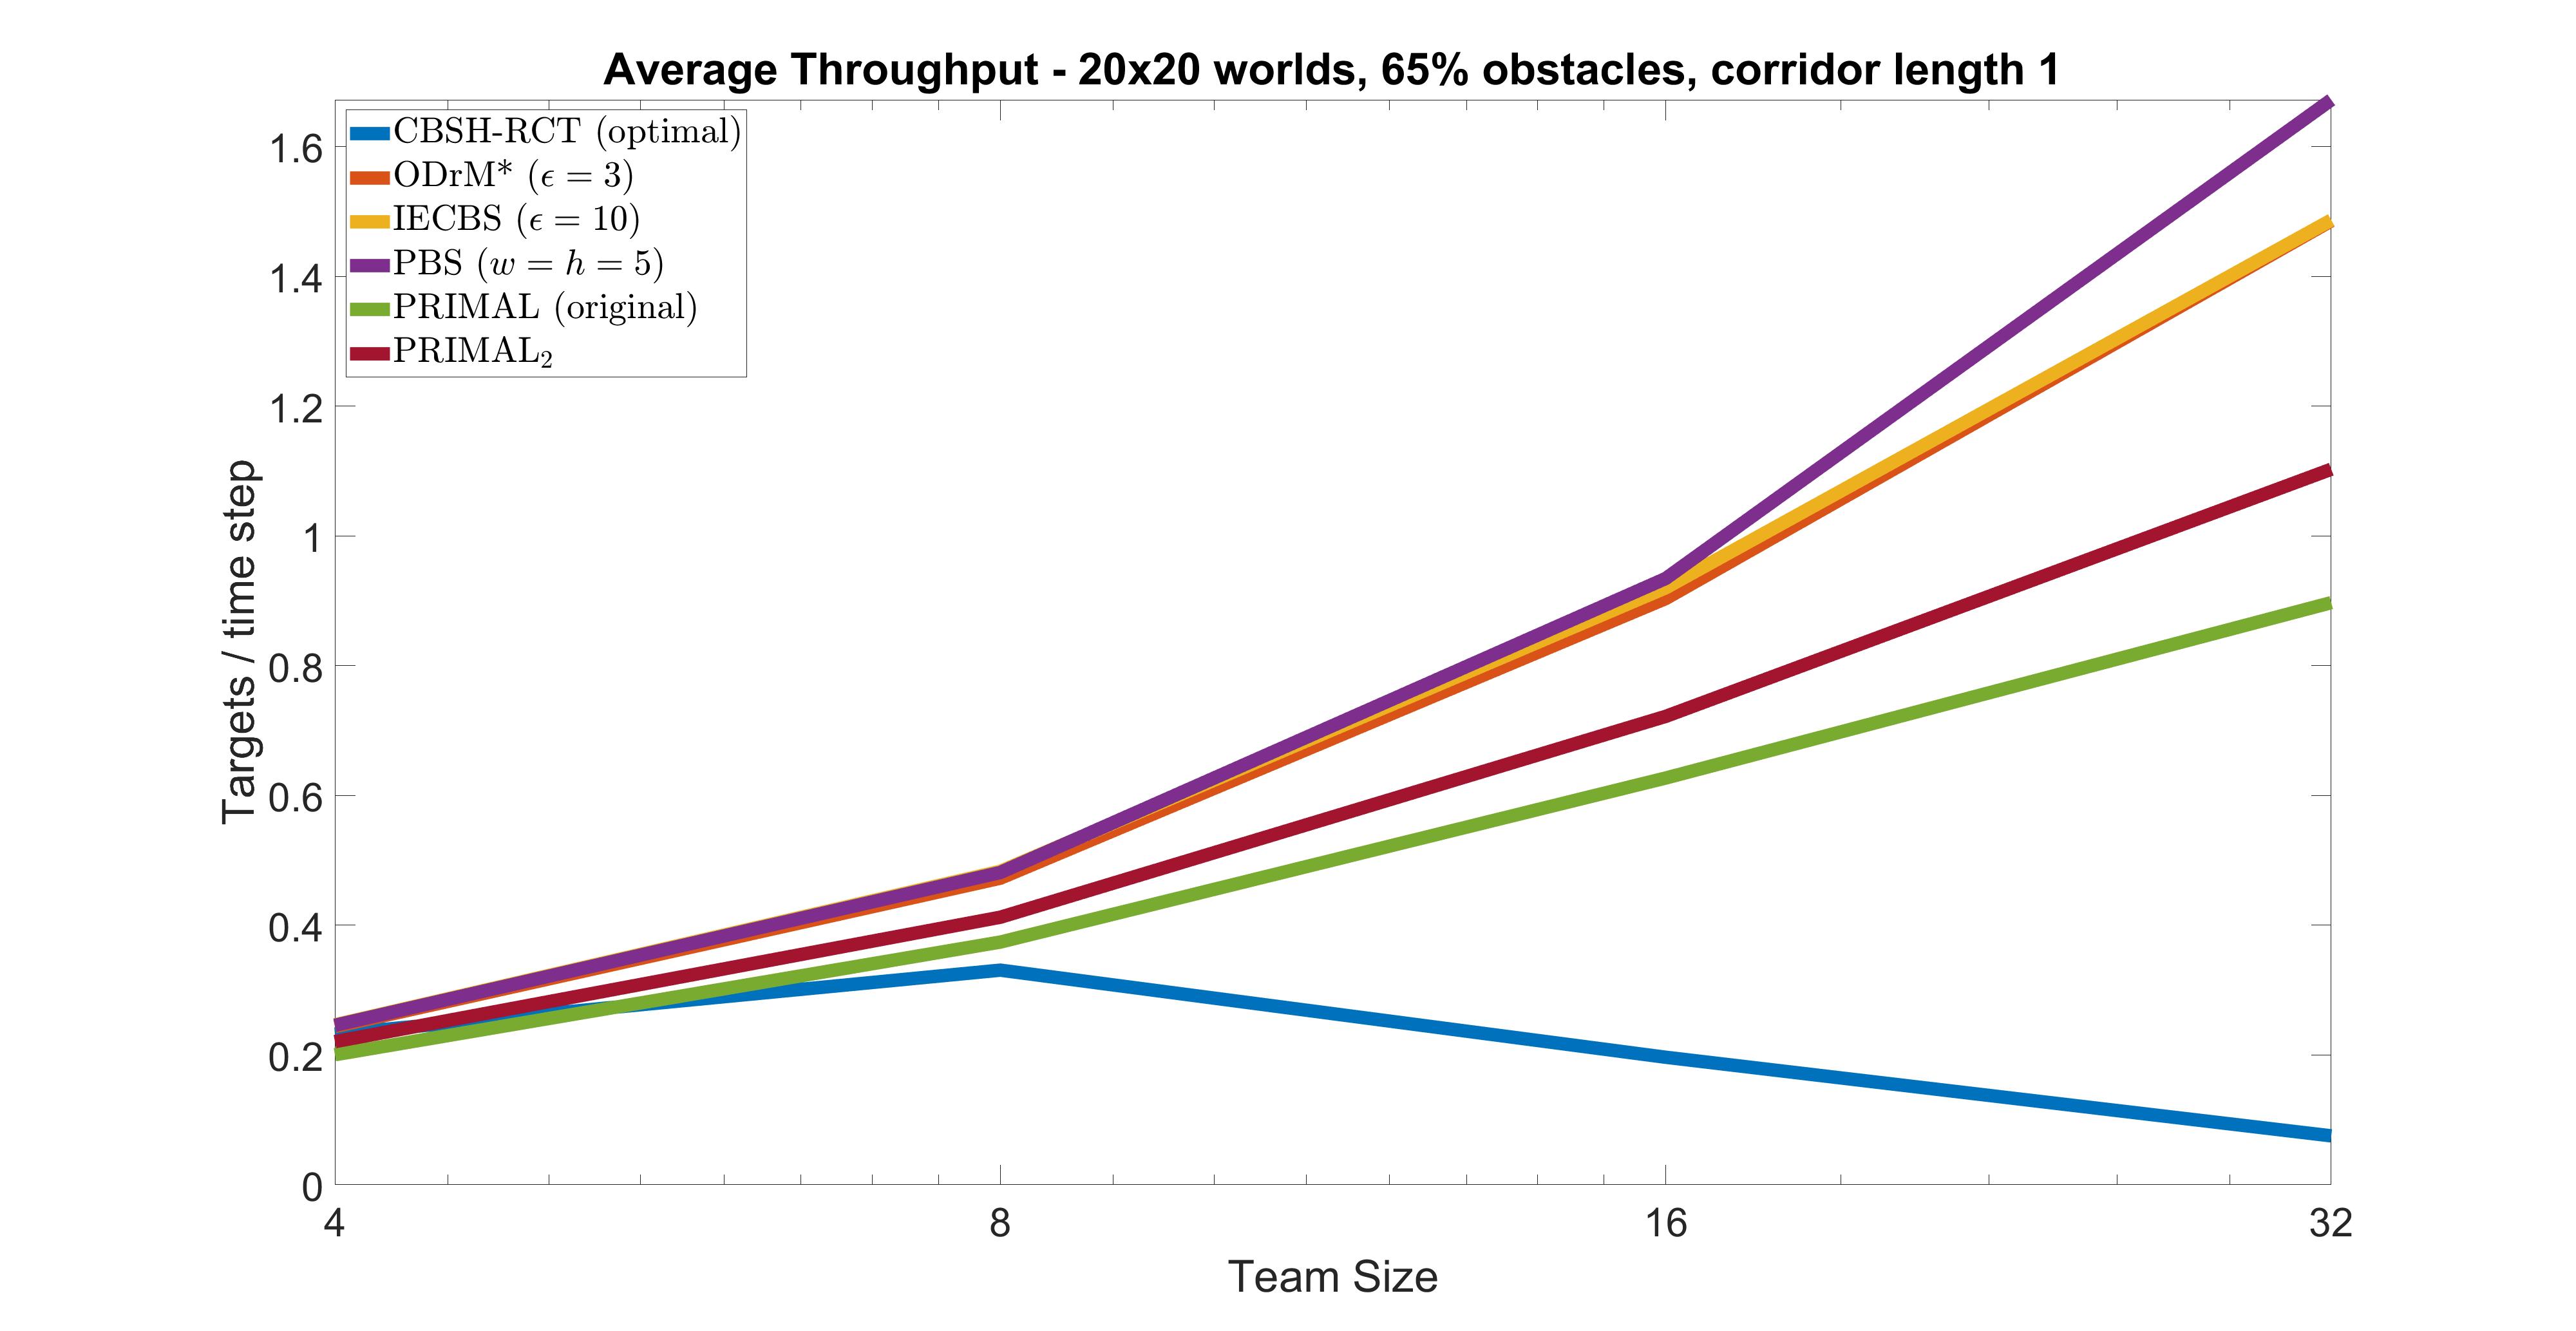 Average Throughput - 20x20 worlds, 65% obstacles, corridor length 1
CBSH-RCT (optimal)
ODrM* (ϵ = 3)
IECBS (ϵ = 10)
PBS (w = h = 5)
PRIMAL (original)
PRIMAL₂
1.6
1.4
1.2
1
0.8
0.6
0.4
0.2
0
Targets / time step
4 8 16 32
Team Size